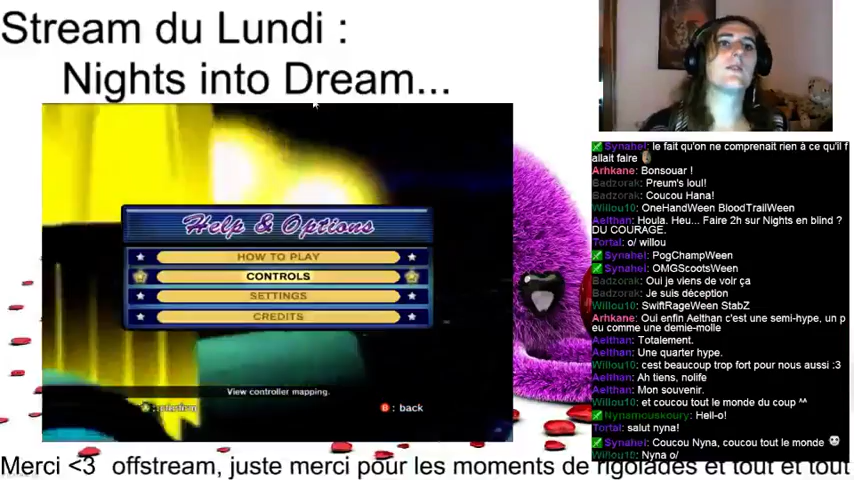 Stream du Lundi :
Nights into Dream...
Help & Options
HOW TO PLAY
CONTROLS
SETTINGS
CREDITS
View controller mapping.
B : back
Synahel: le fait qu'on ne comprenait rien à ce qu'il f
allait faire
Arhkane: Bonsouar !
Badzorak: Preum's loul!
Badzorak: Coucou Hana!
Willou10: OneHandWeen BloodTrailWeen
Aelthan: Houla. Heu... Faire 2h sur Nights en blind ?
DU COURAGE.
Tortal: o/ willou
Synahel: PogChampWeen
Synahel: OMGScootsWeen
Badzorak: Oui je viens de voir ça
Badzorak: Je suis déception
Willou10: SwiftRageWeen StabZ
Arhkane: Oui enfin Aelthan c'est une semi-hype, un p
eu comme une demie-molle
Aelthan: Totalement.
Aelthan: Une quarter hype.
Willou10: cest beaucoup trop fort pour nous aussi :3
Aelthan: Ah tiens, nolife
Aelthan: Mon souvenir.
Willou10: et coucou tout le monde du coup ^^
Nynamouskoury: Hell-o!
Tortal: salut nyna!
Synahel: Coucou Nyna, coucou tout le monde
Willou10: Nyna o/
Merci <3 offstream, juste merci pour les moments de rigolades et tout et tout